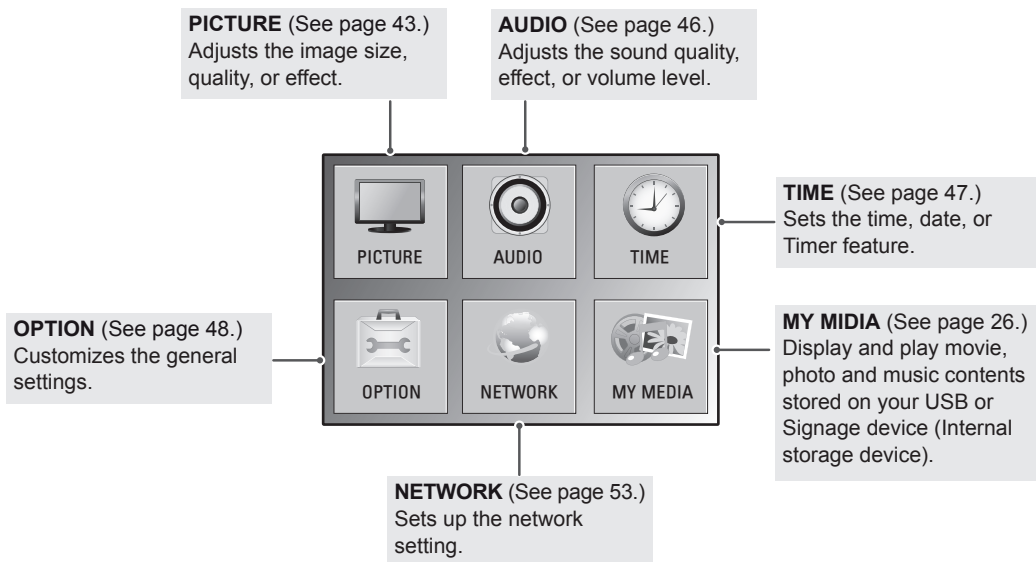 PICTURE (See page 43.)
Adjusts the image size,
quality, or effect.
AUDIO (See page 46.)
Adjusts the sound quality,
effect, or volume level.
PICTURE
AUDIO
TIME
TIME (See page 47.)
Sets the time, date, or
Timer feature.
OPTION (See page 48.)
Customizes the general
settings.
OPTION
NETWORK
MY MEDIA
MY MIDIA (See page 26.)
Display and play movie,
photo and music contents
stored on your USB or
Signage device (Internal
storage device).
NETWORK (See page 53.)
Sets up the network
setting.